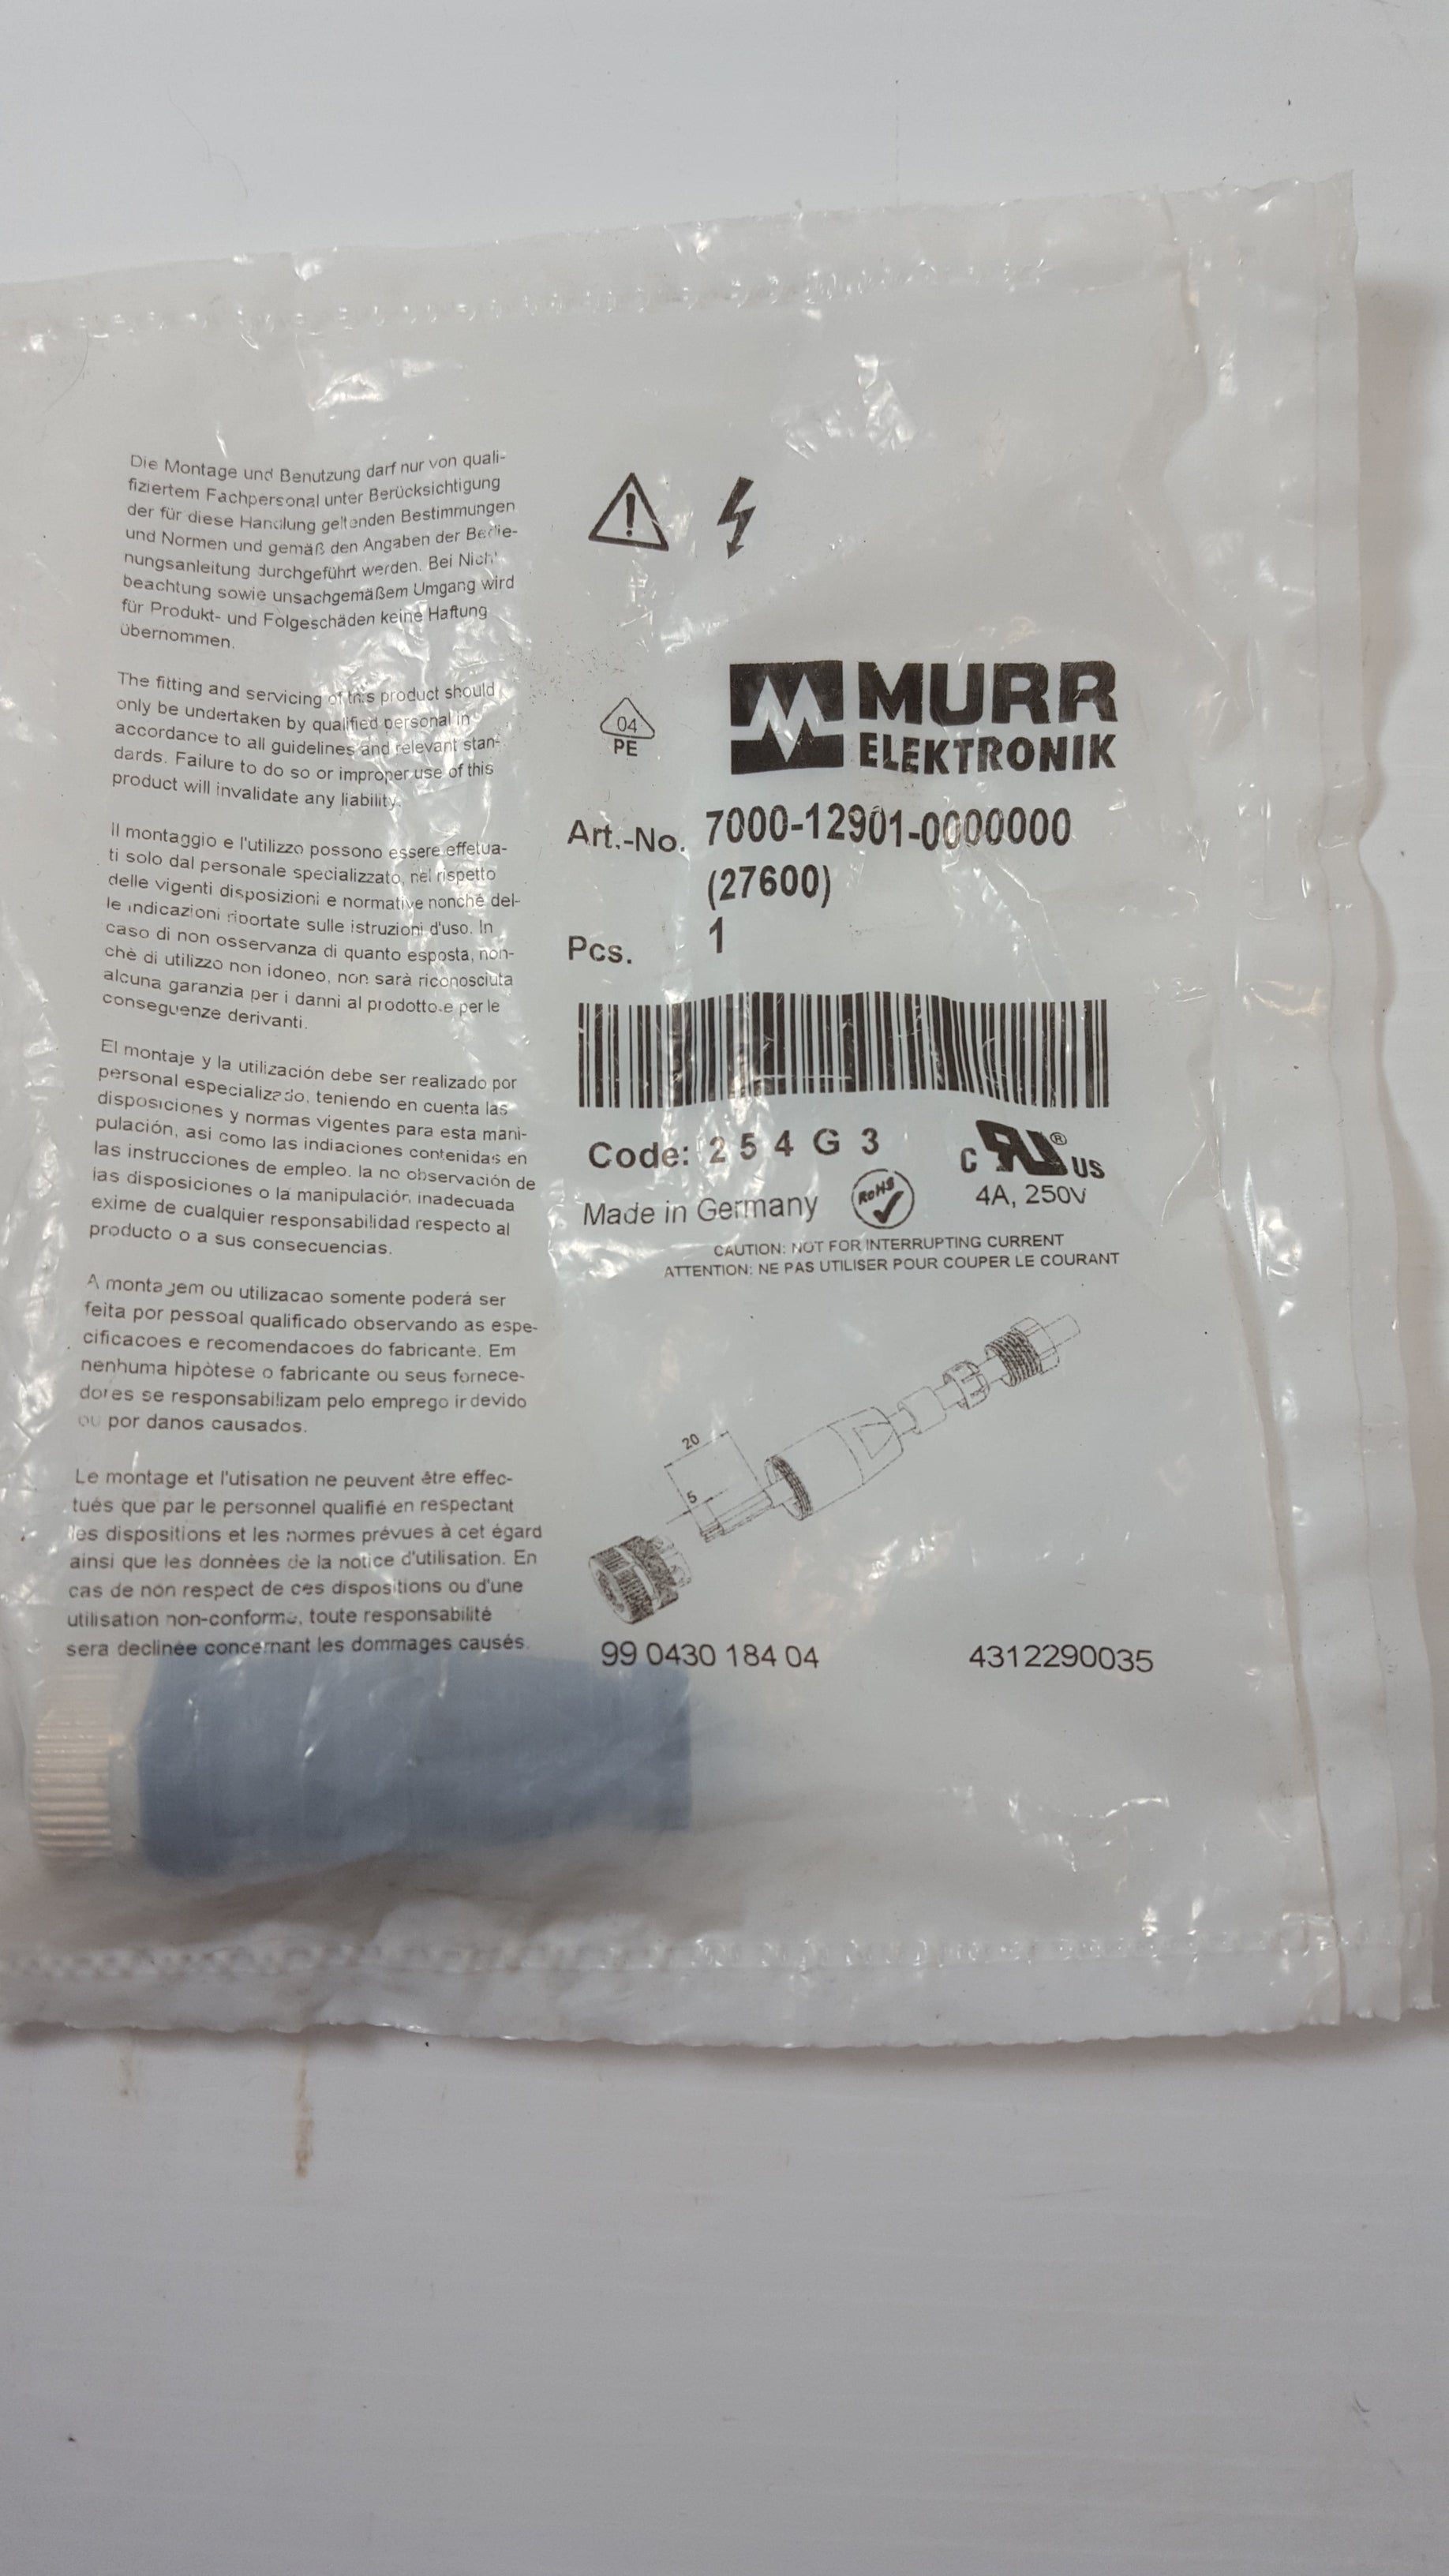 Die Montage und Benutzung darf nur von quali-
fiziertem Fachpersonal unter Berücksichtigung
der für diese Handlung geltenden Bestimmungen
und Normen und gemäß den Angaben der Bedie-
nungsanleitung durchgeführt werden. Bei Nicht
beachtung sowie unsachgemäßem Umgang wird
für Produkt- und Folgeschäden keine Haftung
übernommen.
The fitting and servicing of this product should
only be undertaken by qualified personal in
accordance to all guidelines and relevant stan-
dards. Failure to do so or improper use of this
product will invalidate any liability.
Il montaggio e l'utilizzo possono essere effetua-
ti solo dal personale specializzato, nel rispetto
delle vigenti disposizioni e normative nonchè del-
le indicazioni riportate sulle istruzioni d'uso. In
caso di non osservanza di quanto esposta, non-
chè di utilizzo non idoneo, non sarà riconosciuta
alcuna garanzia per i danni al prodotto e per le
conseguenze derivanti.
El montaje y la utilización debe ser realizado por
personal especializado, teniendo en cuenta las
disposiciones y normas vigentes para esta mani-
pulación, asi como las indiaciones contenidas en
las instrucciones de empleo. la no observación de
las disposiciones o la manipulación inadecuada
exime de cualquier responsabilidad respecto al
producto o a sus consecuencias.
A montagem ou utilizacao somente poderá ser
feita por pessoal qualificado observando as espe-
cificacoes e recomendacoes do fabricante. Em
nenhuma hipòtese o fabricante ou seus fornece-
dores se responsabilizam pelo emprego indevido
ou por danos causados.
Le montage et l'utisation ne peuvent être effec-
tués que par le personnel qualifié en respectant
les dispositions et les normes prévues à cet égard
ainsi que les données de la notice d'utilisation. En
cas de non respect de ces dispositions ou d'une
utilisation non-conforme, toute responsabilité
sera declinée concernant les dommages causés.
04
PE
MURR
ELEKTRONIK
Art.-No. 7000-12901-0000000
(27600)
Pcs. 1
Code: 254G3
C RU ® US
Made in Germany RoHS 4A, 250V
CAUTION: NOT FOR INTERRUPTING CURRENT
ATTENTION: NE PAS UTILISER POUR COUPER LE COURANT
20
5
99 0430 184 04 4312290035